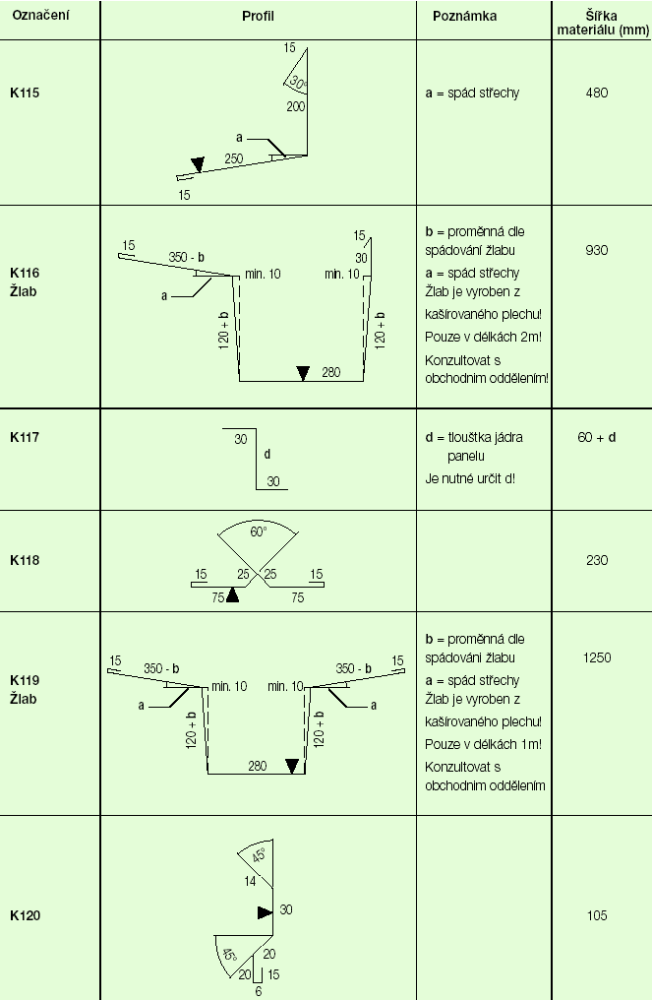 Označení
Profil
Poznámka
Šířka
materiálu (mm)
K115
15
30°
200
a
250
15
a = spád střechy
480
K116
Žlab
15
350 - b
a
min. 10
120 + b
280
15
30
min. 10
120 + b
b = proměnná dle
spádování žlabu
a = spád střechy
Žlab je vyroben z
kašírovaného plechu!
Pouze v délkách 2m!
Konzultovat s
obchodnim oddělením!
930
K117
30
d
30
d = tlouštka jádra
panelu
Je nutné určit d!
60 + d
K118
60°
15
25
25
15
75
75
230
K119
Žlab
15
350 - b
a
min. 10
120 + b
280
min. 10
120 + b
350 - b
15
a
b = proměnná dle
spádováni žlabu
a = spád střechy
Žlab je vyroben z
kašírovaného plechu!
Pouze v délkách 1m!
Konzultovat s
obchodnim oddělením
1250
K120
45°
14
30
45°
20
20
15
6
105